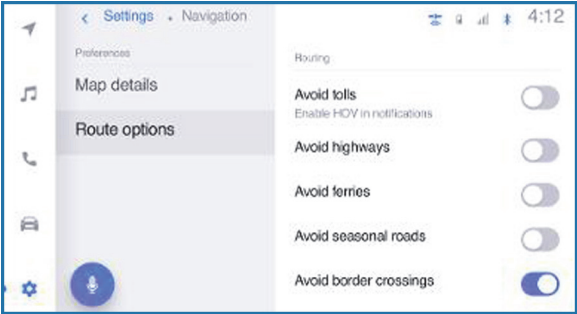 Settings • Navigation
4:12
Preferences
Map details
Route options
Routing
Avoid tolls
Enable HOV in notifications
Avoid highways
Avoid ferries
Avoid seasonal roads
Avoid border crossings